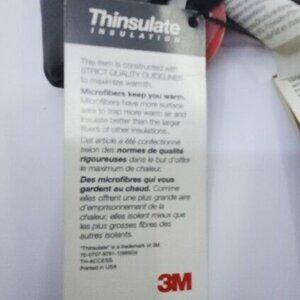 Thinsulate
INSULATION
This item is constructed with
STRICT QUALITY GUIDELINES
to maximize warmth.
Microfibers keep you warm.
Microfibers have more surface
area to trap more warm air and
insulate better than the larger
fibers of other insulations.
Cet article a été confectionné
selon des normes de qualité
rigoureuses dans le but d'offrir
le maximum de chaleur.
Des microfibres qui vous
gardent au chaud. Comme
elles offrent une plus grande aire
d'emprisonnement de la
chaleur, elles isolent mieux que
les plus grosses fibres des
autres isolants.
"Thinsulate" is a trademark of 3M.
TH-ACCESS
Printed in USA
3M